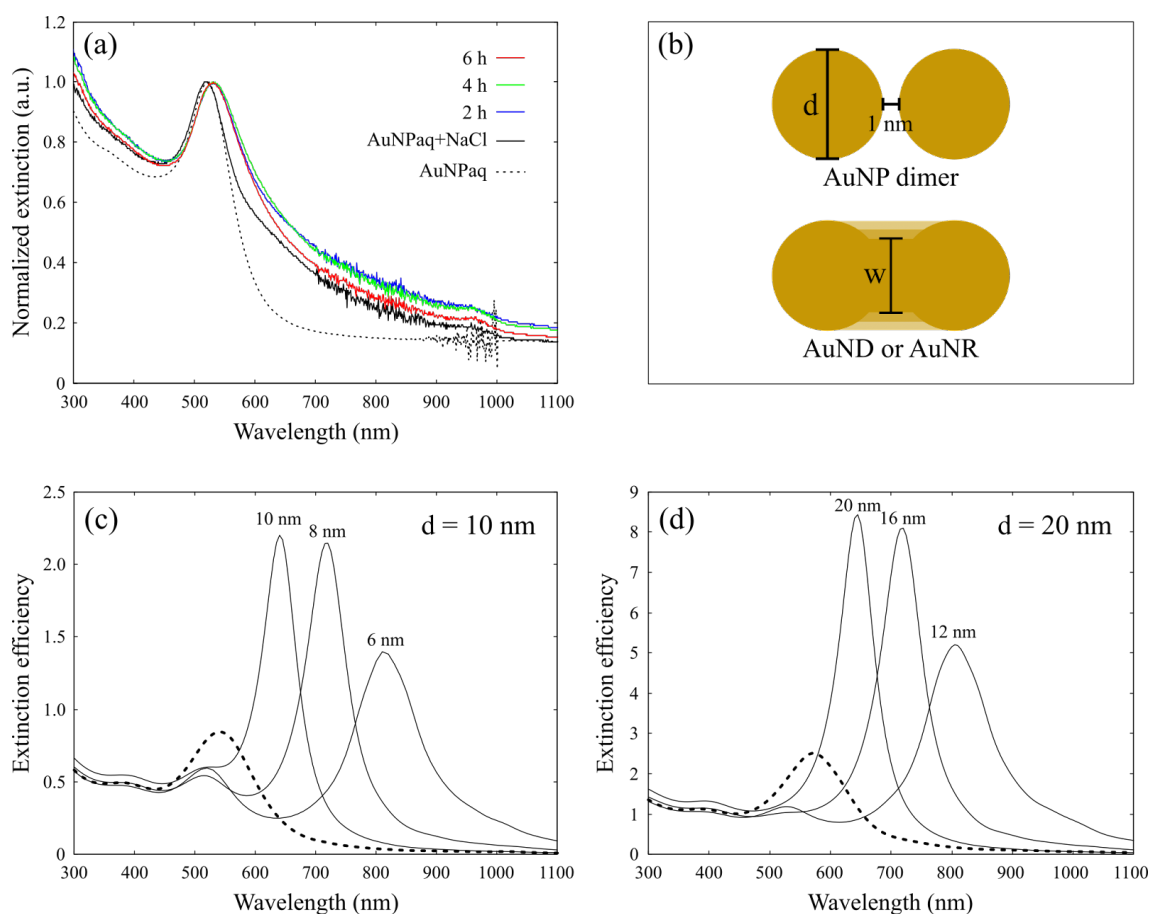 (a)
Normalized extinction (a.u.)
1.2
1.0
0.8
0.6
0.4
0.2
0
6 h
4 h
2 h
AuNPaq+NaCl
AuNPaq
300 400 500 600 700 800 900 1000 1100
Wavelength (nm)
(b)
d
1 nm
AuNP dimer
w
AuND or AuNR
(c)
d = 10 nm
Extinction efficiency
2.5
2.0
1.5
1.0
0.5
0
10 nm
8 nm
6 nm
300 400 500 600 700 800 900 1000 1100
Wavelength (nm)
(d)
d = 20 nm
Extinction efficiency
9
8
7
6
5
4
3
2
1
0
20 nm
16 nm
12 nm
300 400 500 600 700 800 900 1000 1100
Wavelength (nm)